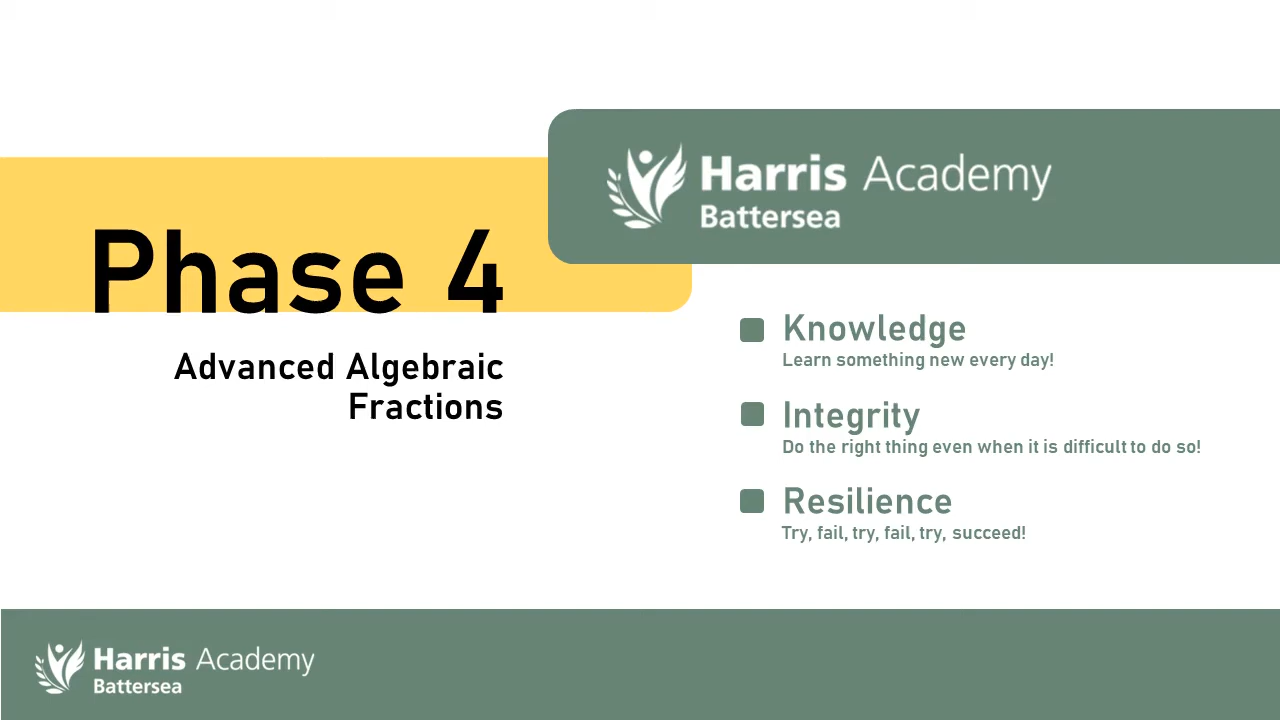 Harris Academy
Battersea
Phase 4
Advanced Algebraic
Fractions
Knowledge
Learn something new every day!
Integrity
Do the right thing even when it is difficult to do so!
Resilience
Try, fail, try, fail, try, succeed!
Harris Academy
Battersea